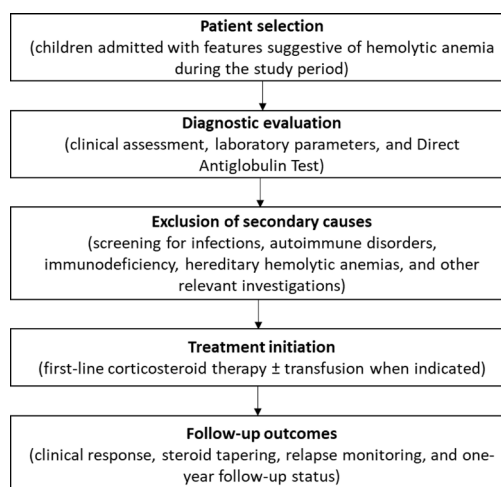 Patient selection
(children admitted with features suggestive of hemolytic anemia
during the study period)
Diagnostic evaluation
(clinical assessment, laboratory parameters, and Direct
Antiglobulin Test)
Exclusion of secondary causes
(screening for infections, autoimmune disorders,
immunodeficiency, hereditary hemolytic anemias, and other
relevant investigations)
Treatment initiation
(first-line corticosteroid therapy ± transfusion when indicated)
Follow-up outcomes
(clinical response, steroid tapering, relapse monitoring, and one-
year follow-up status)